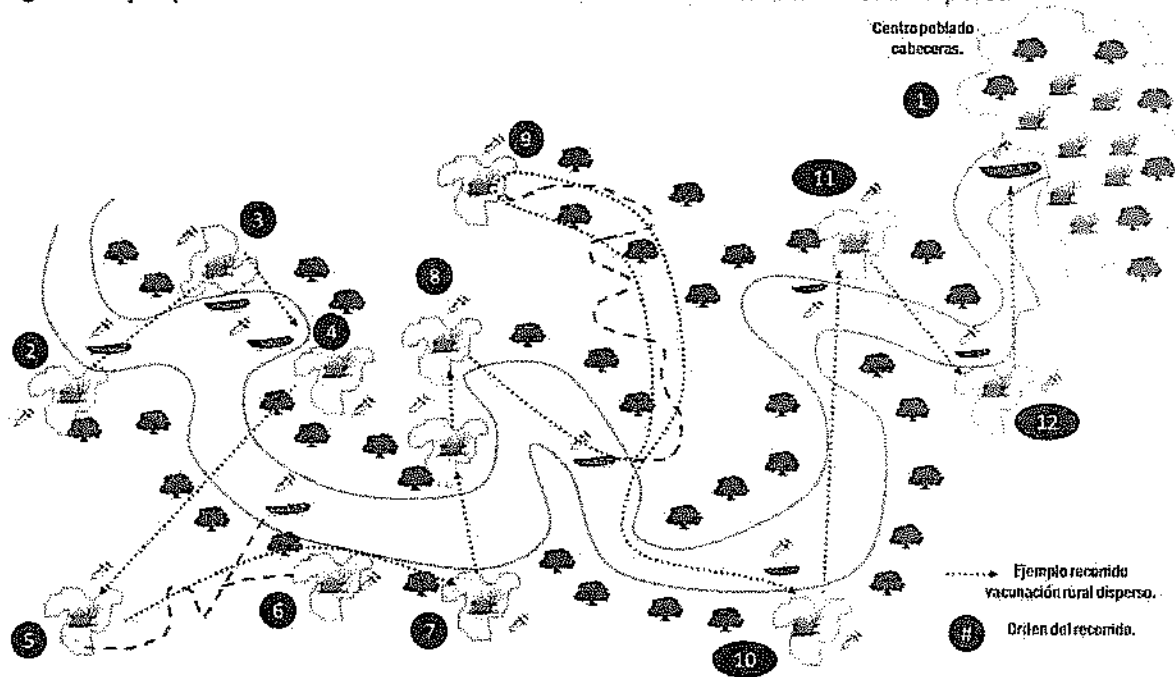 Centro poblado
cabeceras.
1
9
11
3
8
4
2
12
6
5
7
10
Ejemplo recorrido
vacunación rural disperso.
#
Orden del recorrido.